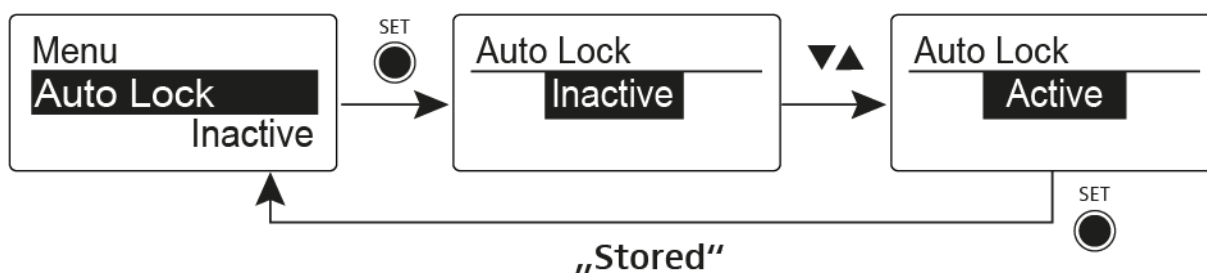 Menu
Auto Lock
Inactive
SET
Auto Lock
Inactive
▼▲
Auto Lock
Active
SET
„Stored“